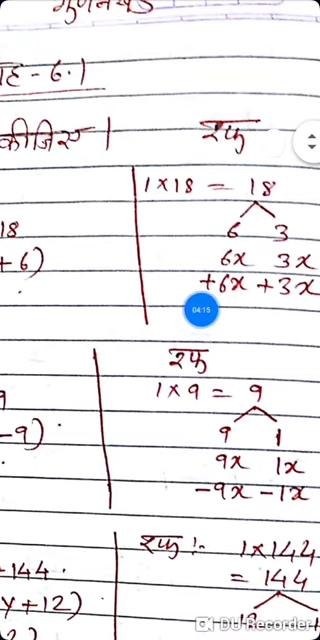 गुणनखंड
- 6.1
कीजिए |
रफ
1 × 18 = 18
6 3
18
6x 3x
+ 6)
+6x + 3x
04:15
रफ
1 × 9 = 9
9 1
- 9)
9x 1x
-9x - 1x
रफ :- 1 × 144
-144.
= 144
y + 12)
12
DU Recorder